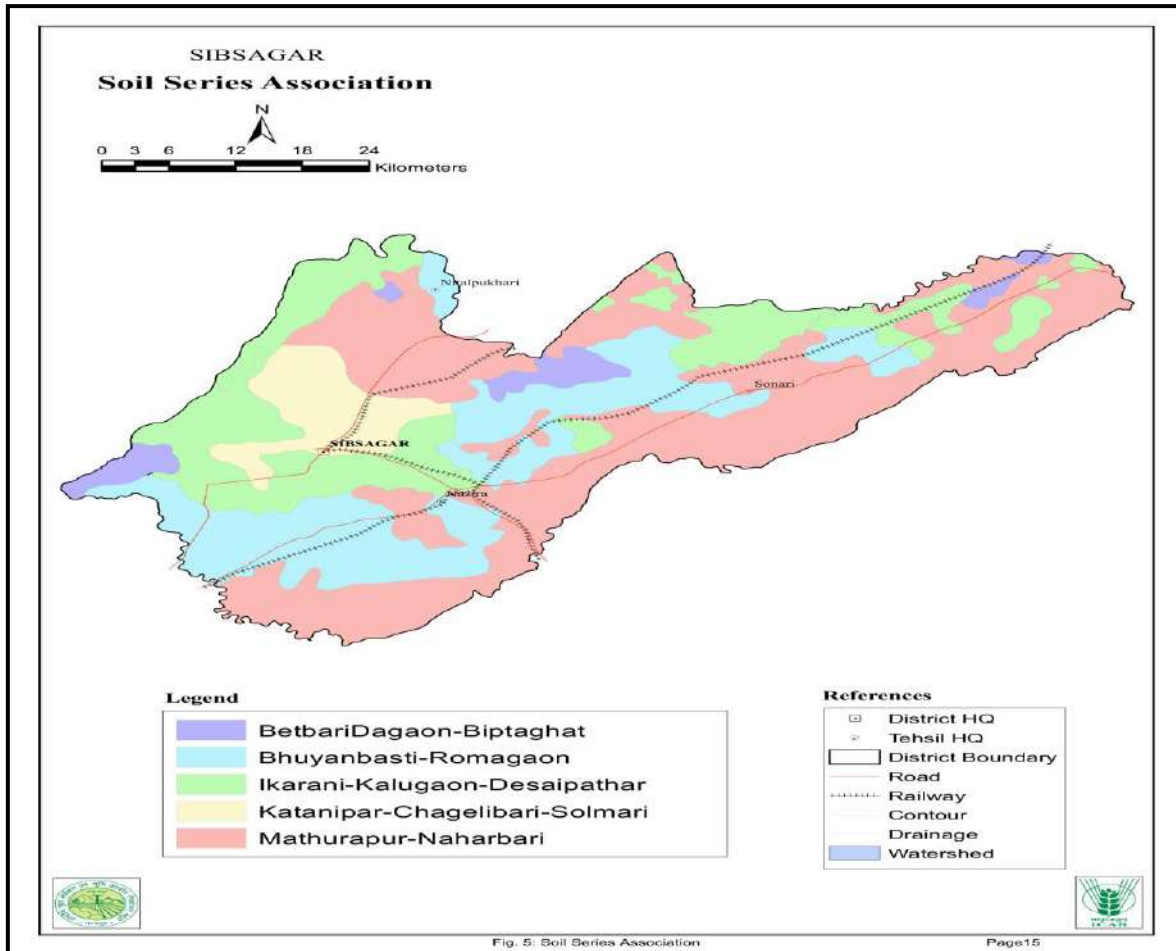 SIBSAGAR
Soil Series Association
N
0 3 6 12 18 24
Kilometers
Nitaipukhari
Sonari
SIBSAGAR
Nazira
Legend
BetbariDagaon-Biptaghat
Bhuyanbasti-Romagaon
Ikarani-Kalugaon-Desaipathar
Katanipar-Chagelibari-Solmari
Mathurapur-Naharbari
References
District HQ
Tehsil HQ
District Boundary
Road
Railway
Contour
Drainage
Watershed
ICAR
Fig. 5: Soil Series Association
Page15